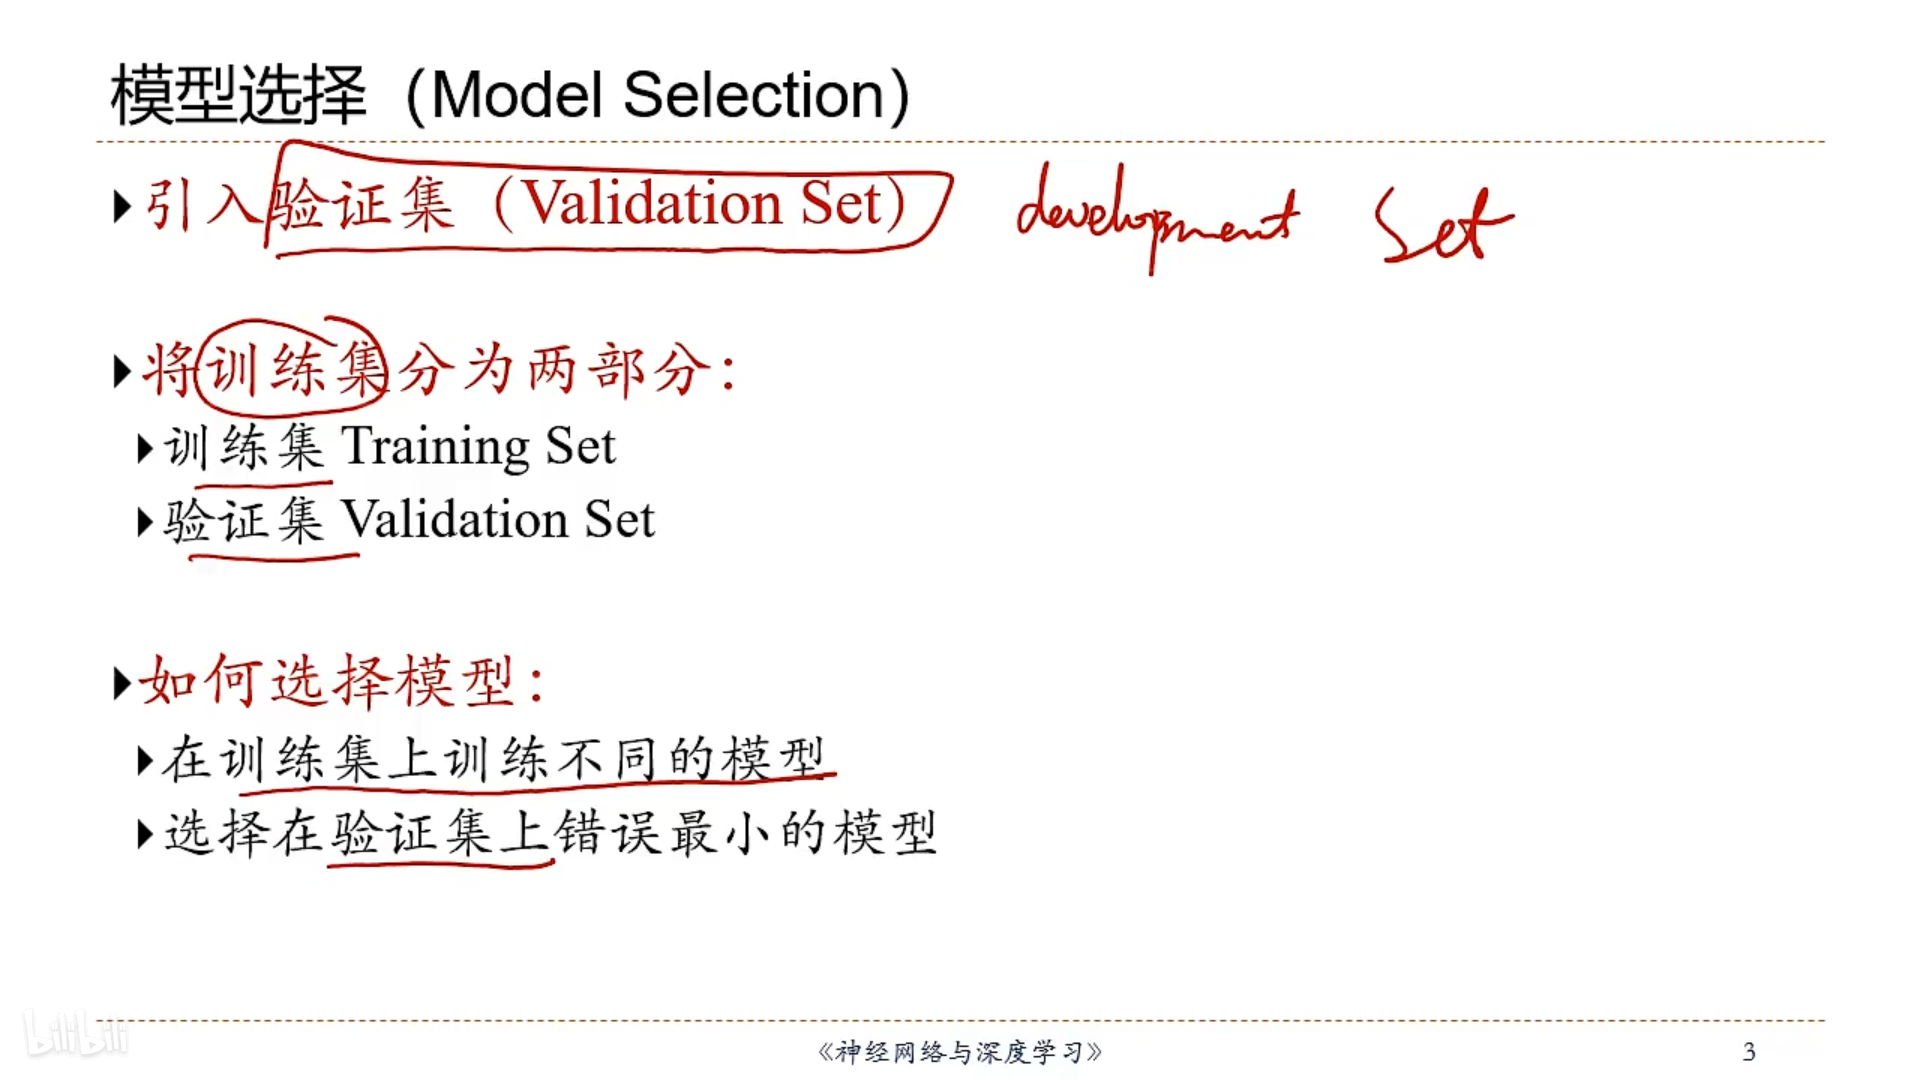 模型选择（Model Selection）
引入验证集（Validation Set） development Set
将训练集分为两部分：
训练集 Training Set
验证集 Validation Set
如何选择模型：
在训练集上训练不同的模型
选择在验证集上错误最小的模型
bilibili
《神经网络与深度学习》 3